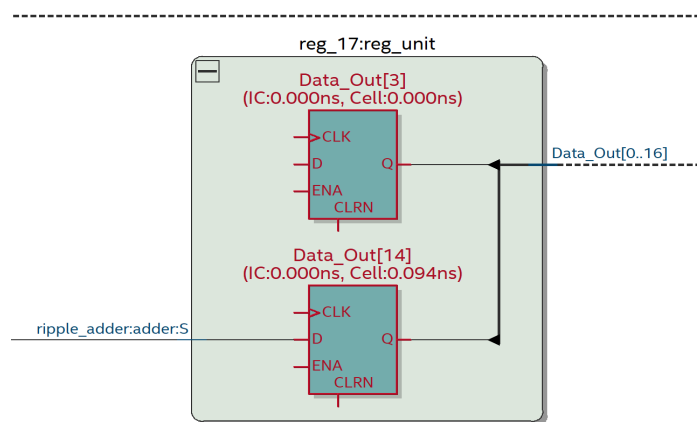 reg_17:reg_unit
Data_Out[3]
(IC:0.000ns, Cell:0.000ns)
CLK
D
Q
ENA
CLRN
Data_Out[0..16]
Data_Out[14]
(IC:0.000ns, Cell:0.094ns)
CLK
ripple_adder:adder:S
D
Q
ENA
CLRN